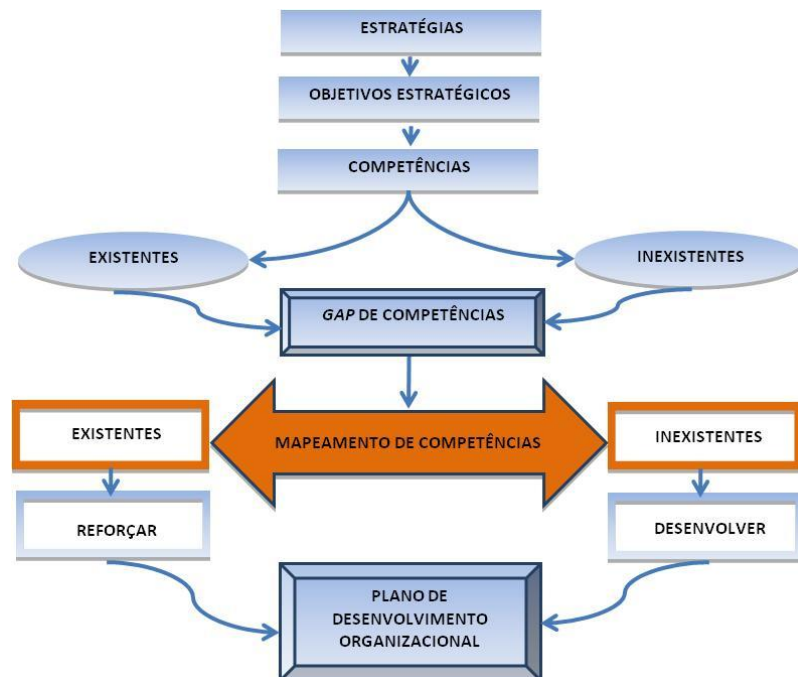 ESTRATÉGIAS
OBJETIVOS ESTRATÉGICOS
COMPETÊNCIAS
EXISTENTES
INEXISTENTES
GAP DE COMPETÊNCIAS
EXISTENTES
MAPEAMENTO DE COMPETÊNCIAS
INEXISTENTES
REFORÇAR
DESENVOLVER
PLANO DE
DESENVOLVIMENTO
ORGANIZACIONAL